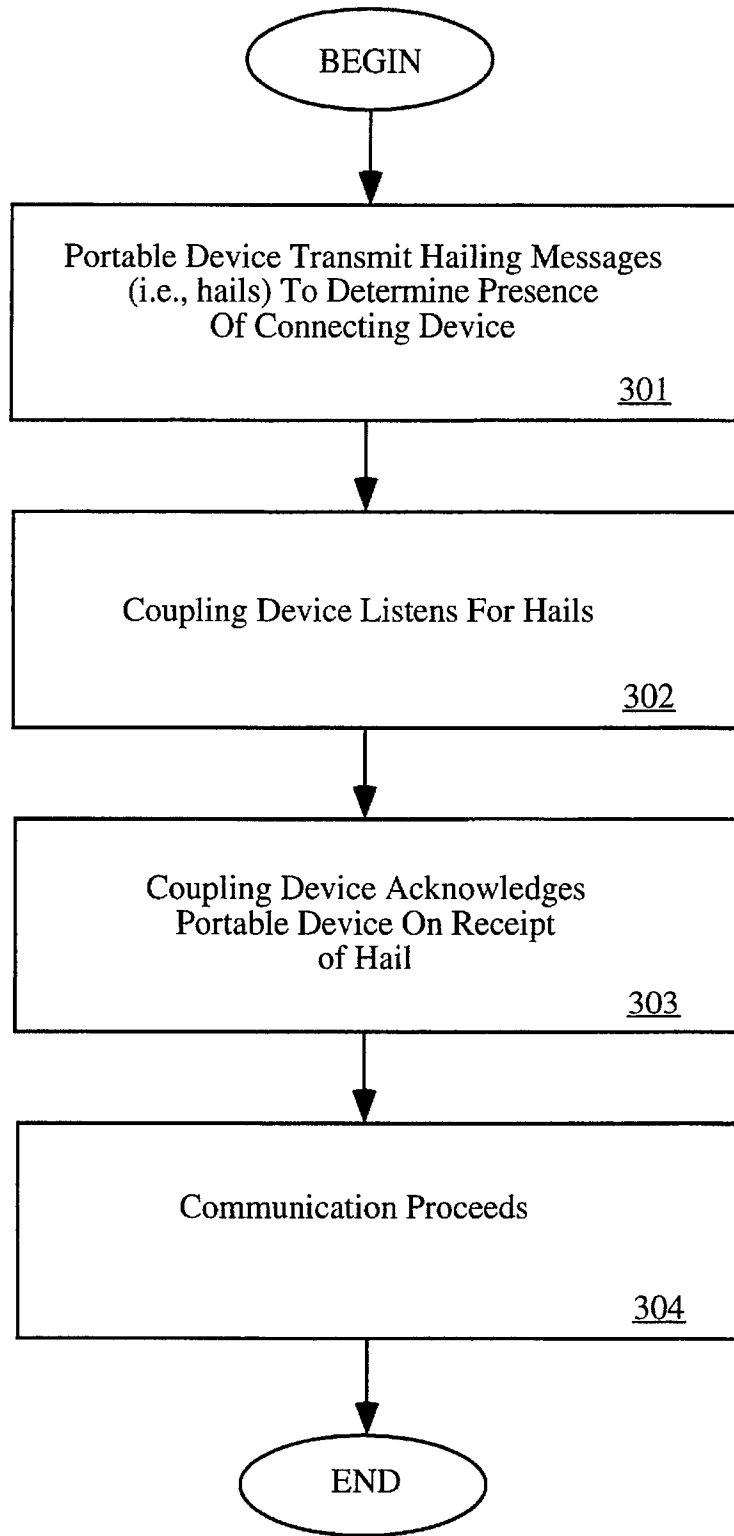 BEGIN
Portable Device Transmit Hailing Messages
(i.e., hails) To Determine Presence
Of Connecting Device
301
Coupling Device Listens For Hails
302
Coupling Device Acknowledges
Portable Device On Receipt
of Hail
303
Communication Proceeds
304
END